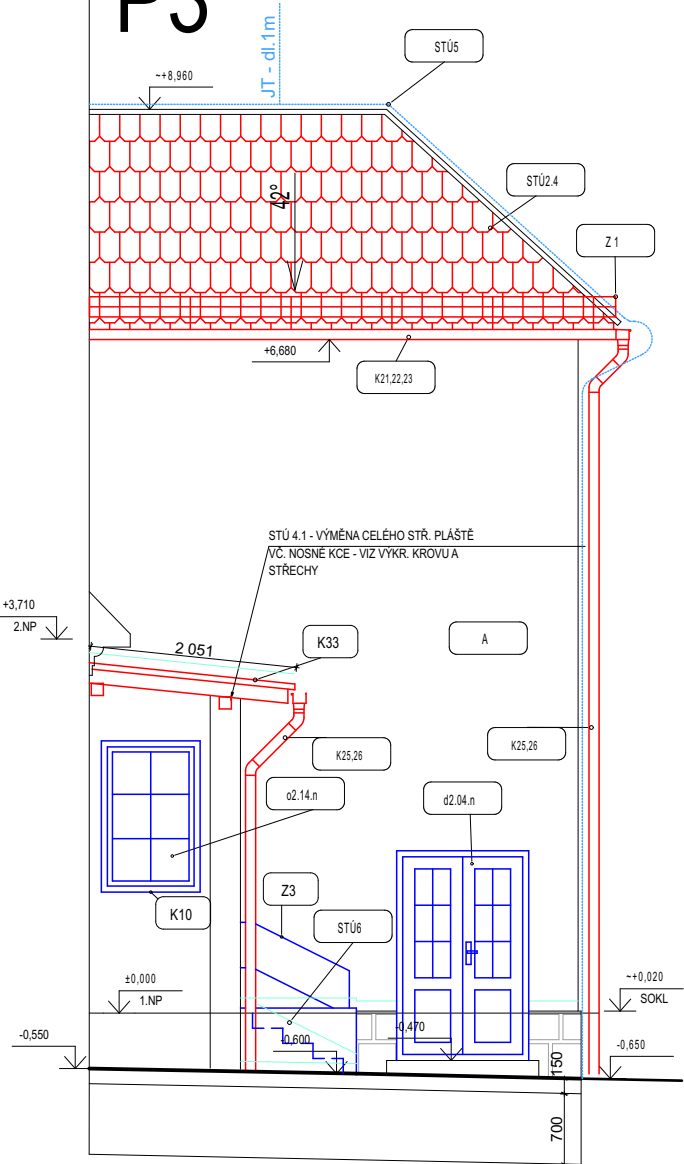 P3
JT - dl.1m
STÚ5
~+8,960
STÚ2.4
42°
Z 1
+6,680
K21,22,23
STÚ 4.1 - VÝMĚNA CELÉHO STŘ. PLÁŠTĚ
VČ. NOSNÉ KCE - VIZ VÝKR. KROVU A
STŘECHY
+3,710
2.NP
2 051
K33
A
K25,26
K25,26
o2.14.n
d2.04.n
Z3
K10
STÚ6
±0,000
1.NP
~+0,020
SOKL
-0,550
-0,600
-0,470
-0,650
150
700